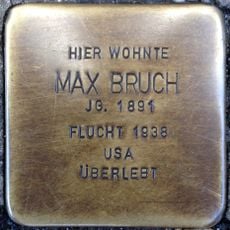 HIER WOHNTE
MAX BRUCH
JG. 1891
FLUCHT 1938
USA
ÜBERLEBT